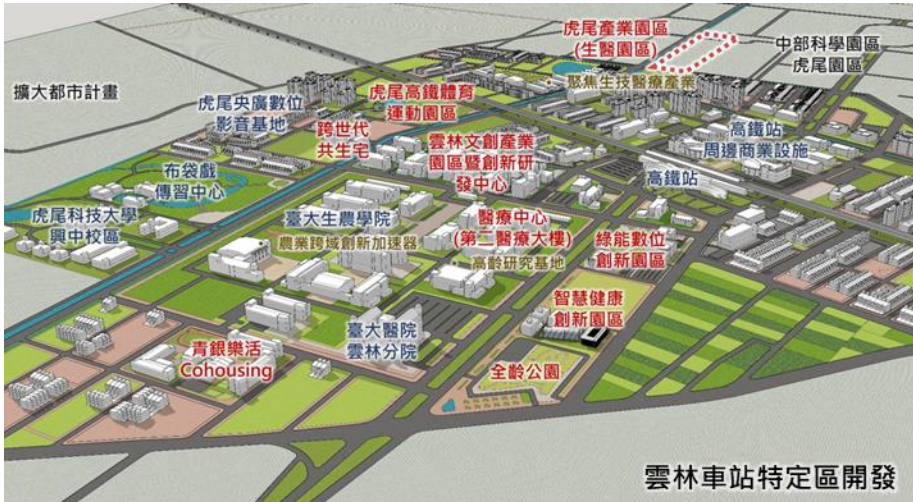 虎尾產業園區
(生醫園區)
聚焦生技醫療產業
中部科學園區
虎尾園區
擴大都市計畫
虎尾央廣數位
影音基地
虎尾高鐵體育
運動園區
跨世代
共生宅
雲林文創產業
園區暨創新研
發中心
高鐵站
周邊商業設施
高鐵站
布袋戲
傳習中心
虎尾科技大學
興中校區
臺大生農學院
農業跨域創新加速器
醫療中心
(第二醫療大樓)
高齡研究基地
綠能數位
創新園區
智慧健康
創新園區
臺大醫院
雲林分院
青銀樂活
Cohousing
全齡公園
雲林車站特定區開發